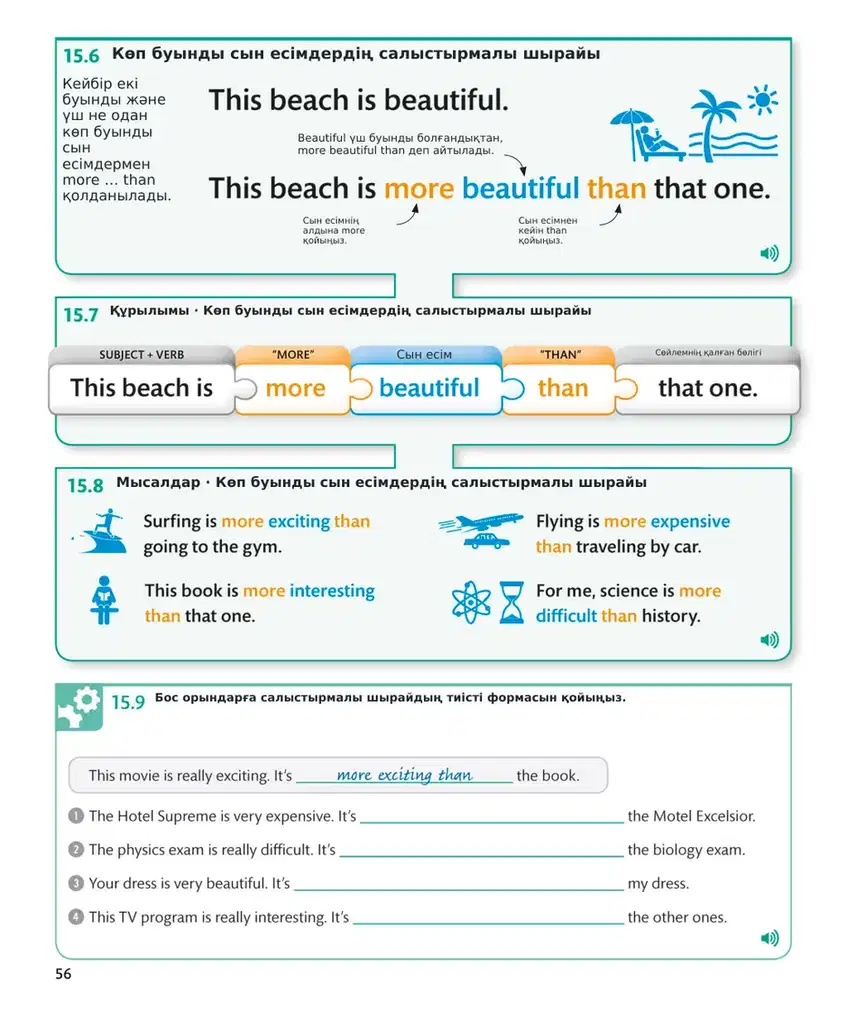 15.6 Көп буынды сын есімдердің салыстырмалы шырайы
Кейбір екі
буынды және
үш не одан
көп буынды
сын
есімдермен
more ... than
қолданылады.
This beach is beautiful.
Beautiful үш буынды болғандықтан,
more beautiful than деп айтылады.
This beach is more beautiful than that one.
Сын есімнің
алдына more
қойыңыз.
Сын есімнен
кейін than
қойыңыз.
15.7 Құрылымы · Көп буынды сын есімдердің салыстырмалы шырайы
SUBJECT + VERB "MORE" Сын есім "THAN" Сөйлемнің қалған бөлігі
This beach is more beautiful than that one.
15.8 Мысалдар · Көп буынды сын есімдердің салыстырмалы шырайы
Surfing is more exciting than
going to the gym.
Flying is more expensive
than traveling by car.
This book is more interesting
than that one.
For me, science is more
difficult than history.
15.9 Бос орындарға салыстырмалы шырайдың тиісті формасын қойыңыз.
This movie is really exciting. It's more exciting than the book.
1 The Hotel Supreme is very expensive. It's ____ the Motel Excelsior.
2 The physics exam is really difficult. It's ____ the biology exam.
3 Your dress is very beautiful. It's ____ my dress.
4 This TV program is really interesting. It's ____ the other ones.
56